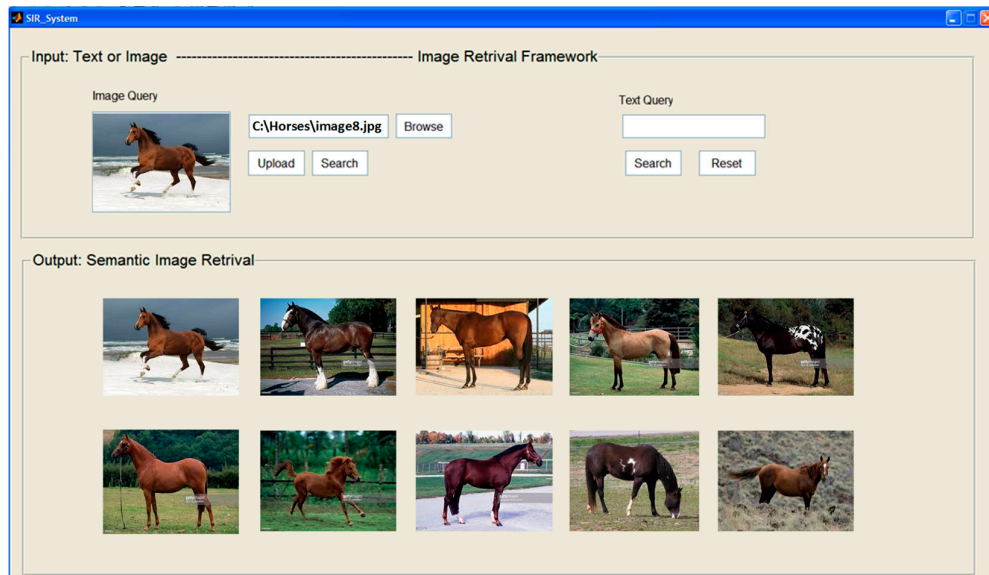 SIR_System
Input: Text or Image ---------------------------------------------- Image Retrival Framework
Image Query
C:\Horses\image8.jpg
Browse
Upload
Search
Text Query
Search
Reset
Output: Semantic Image Retrival